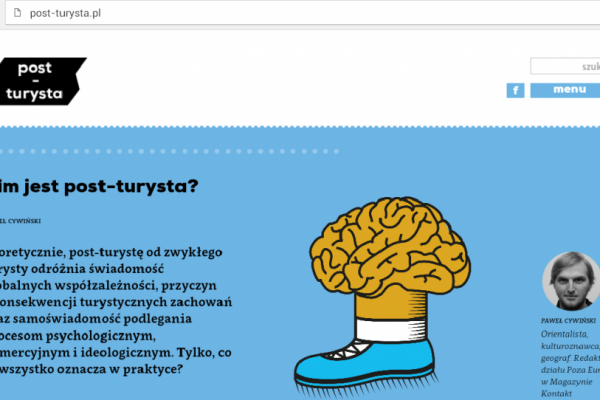 post-turysta.pl
post
-
turysta
szuk
f
menu
im jest post-turysta?
EŁ CYWIŃSKI
oretycznie, post-turystę od zwykłego
rysty odróżnia świadomość
obalnych współzależności, przyczyn
onsekwencji turystycznych zachowań
az samoświadomość podlegania
ocesom psychologicznym,
mercyjnym i ideologicznym. Tylko, co
wszystko oznacza w praktyce?
PAWEŁ CYWIŃSKI
Orientalista,
kulturoznawca,
geograf. Redakt
działu Poza Eur
w Magazynie
Kontakt